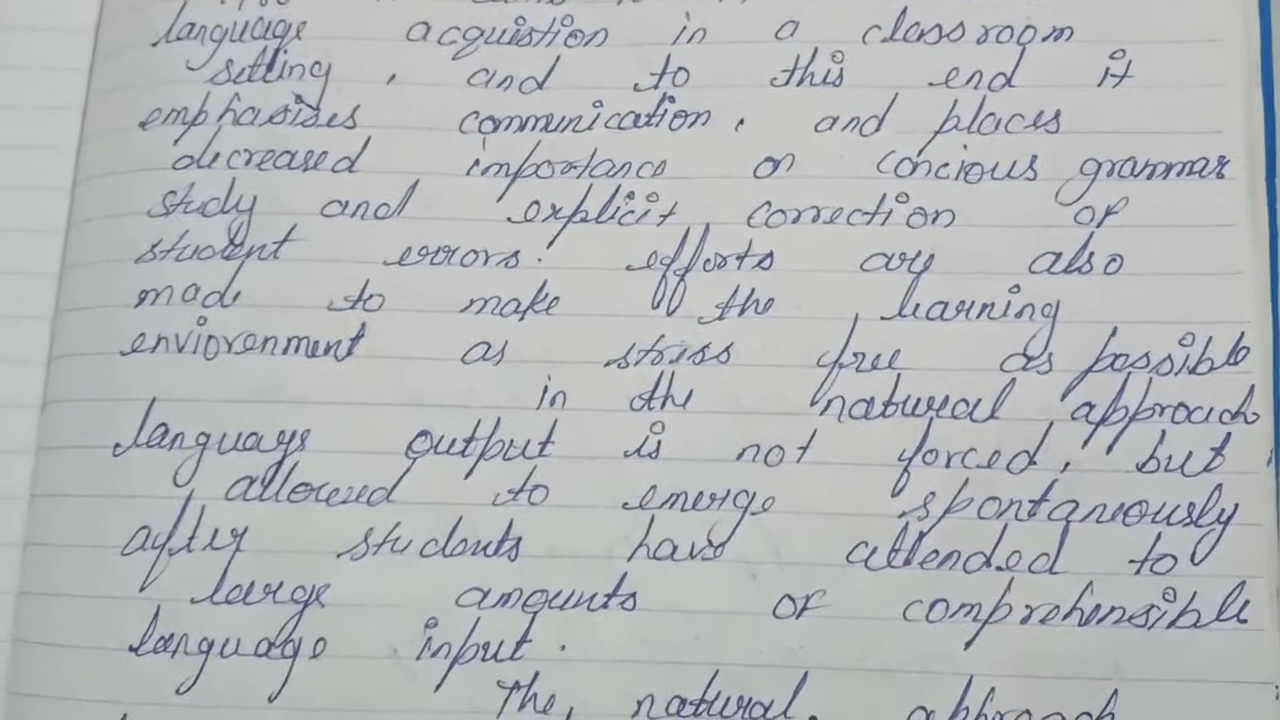 language acquistion in a classroom
setting, and to this end it
emphasises communication, and places
decreased importance on concious grammar
study and explicit correction of
student errors. efforts are also
made to make the learning
enviorenment as stress free as possible
in the natural approach
language output is not forced, but
allowed to emerge spontaneously
after students have attended to
large amounts of comprehensible
language input.
The, natural, approach